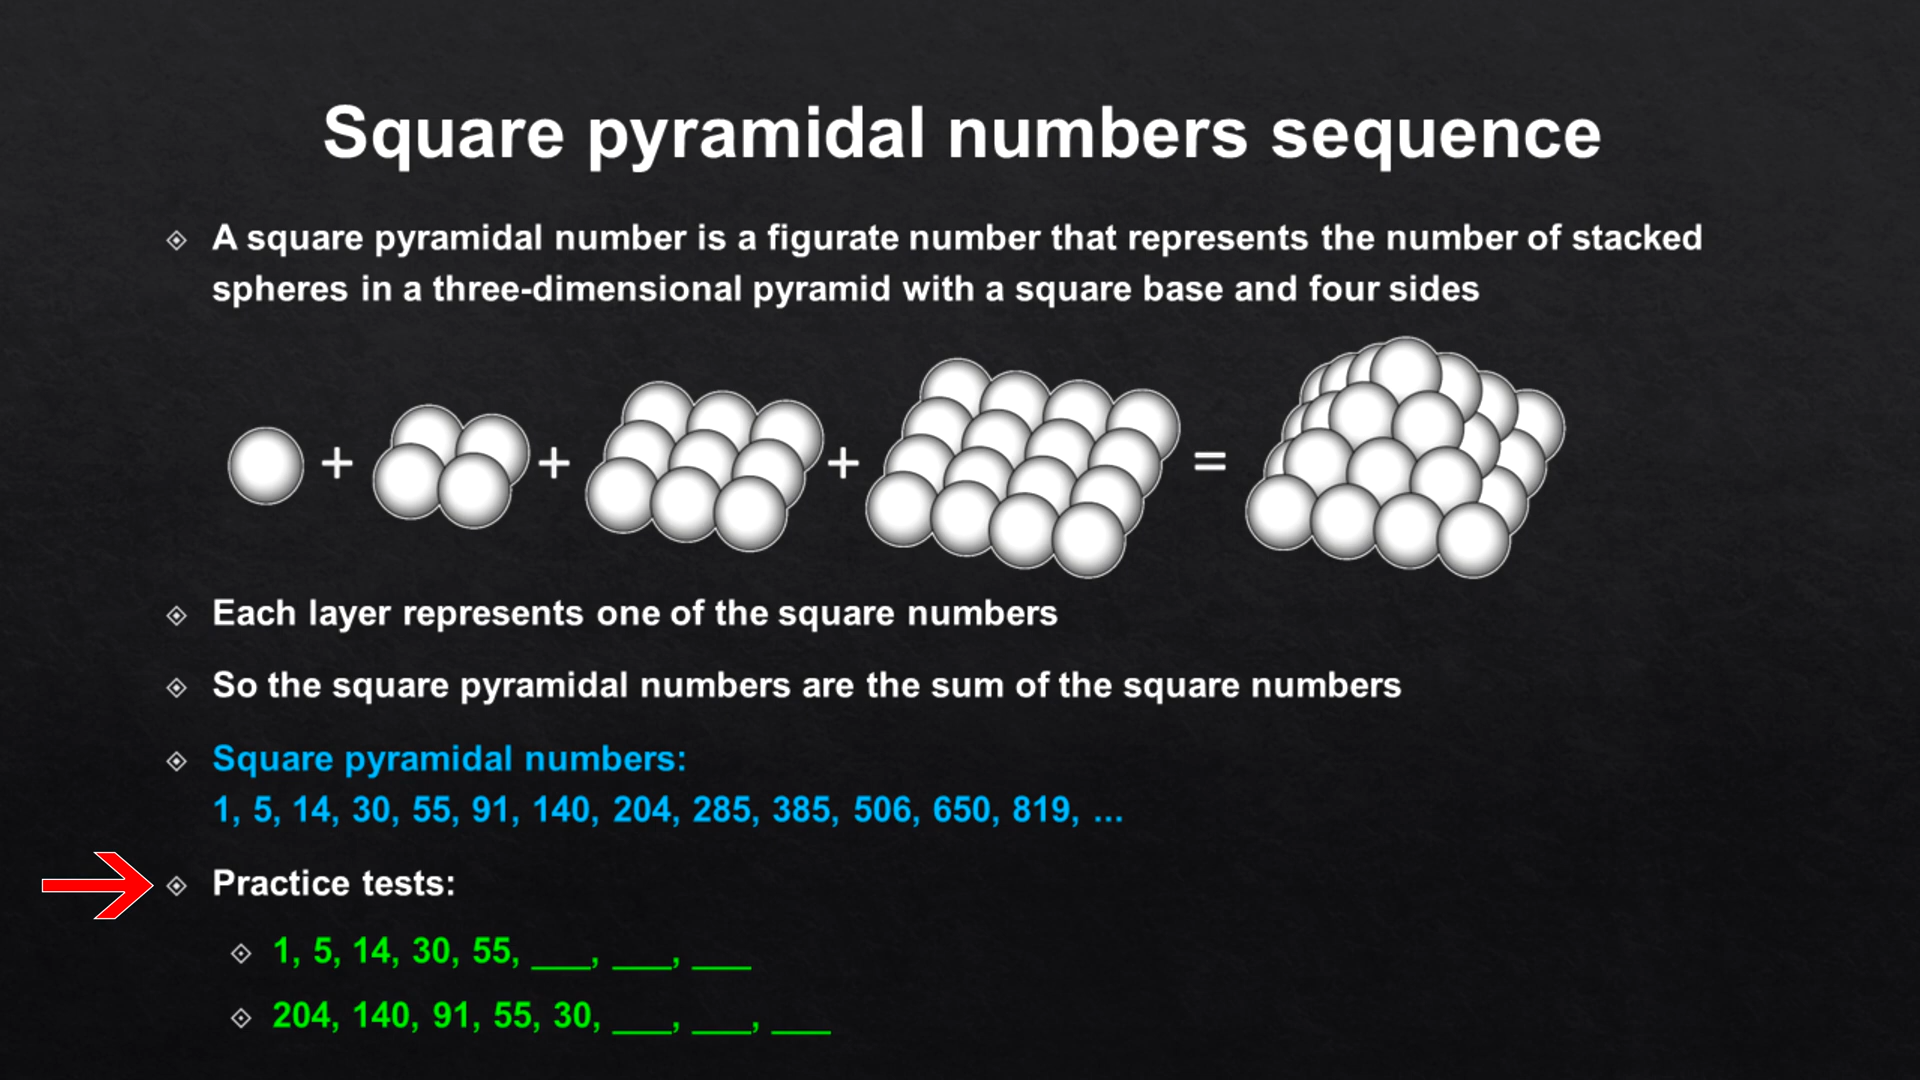 Square pyramidal numbers sequence
A square pyramidal number is a figurate number that represents the number of stacked
spheres in a three-dimensional pyramid with a square base and four sides
+ + + =
Each layer represents one of the square numbers
So the square pyramidal numbers are the sum of the square numbers
Square pyramidal numbers:
1, 5, 14, 30, 55, 91, 140, 204, 285, 385, 506, 650, 819, ...
Practice tests:
1, 5, 14, 30, 55, ___, ___, ___
204, 140, 91, 55, 30, ___, ___, ___